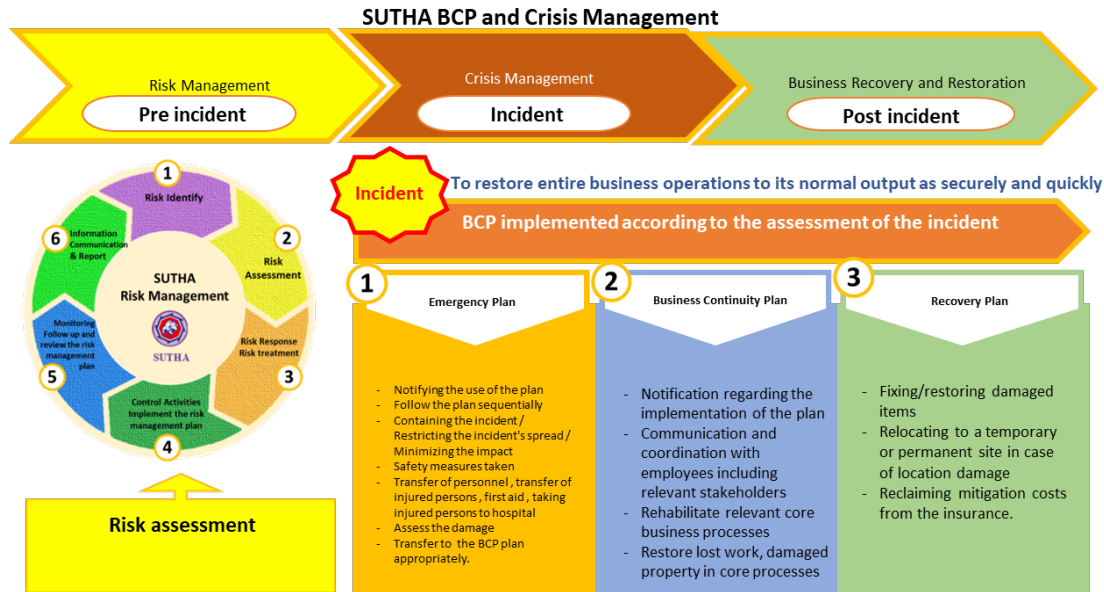 SUTHA BCP and Crisis Management
Risk Management
Pre incident
Crisis Management
Incident
Business Recovery and Restoration
Post incident
1
Risk Identify
2
Risk
Assessment
Risk Response
Risk treatment
3
Control Activities
Implement the risk
management plan
4
Monitoring
Follow up and
review the risk
management
plan
5
6
Information
Communication
& Report
SUTHA
Risk Management
SUTHA
Risk assessment
Incident
To restore entire business operations to its normal output as securely and quickly
BCP implemented according to the assessment of the incident
1
Emergency Plan
- Notifying the use of the plan
- Follow the plan sequentially
- Containing the incident /
Restricting the incident's spread /
Minimizing the impact
- Safety measures taken
- Transfer of personnel , transfer of
injured persons , first aid , taking
injured persons to hospital
- Assess the damage
- Transfer to the BCP plan
appropriately.
2
Business Continuity Plan
- Notification regarding the
implementation of the plan
- Communication and
coordination with
employees including
relevant stakeholders
- Rehabilitate relevant core
business processes
- Restore lost work, damaged
property in core processes
3
Recovery Plan
- Fixing/restoring damaged
items
- Relocating to a temporary
or permanent site in case
of location damage
- Reclaiming mitigation costs
from the insurance.